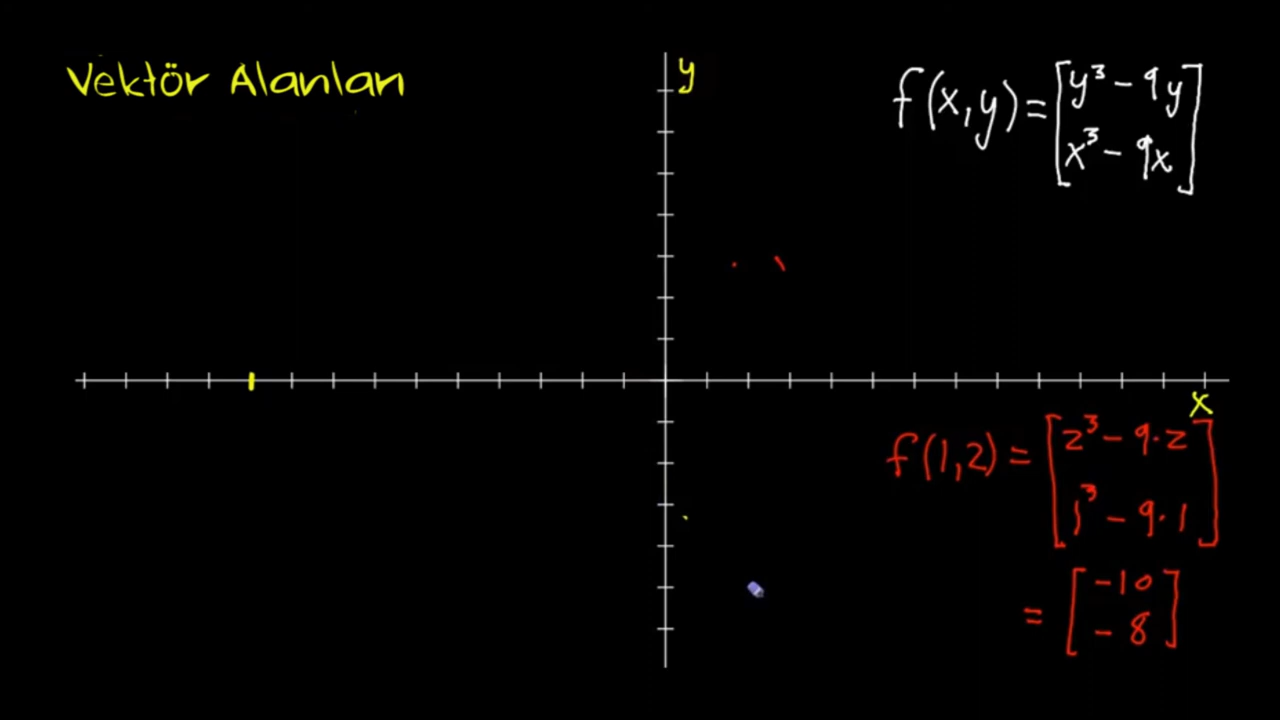 Vektör Alanları
y
f(x,y) = [y³ - 9y
x³ - 9x]
x
f(1,2) = [2³ - 9·2
1³ - 9·1]
= [-10
-8]